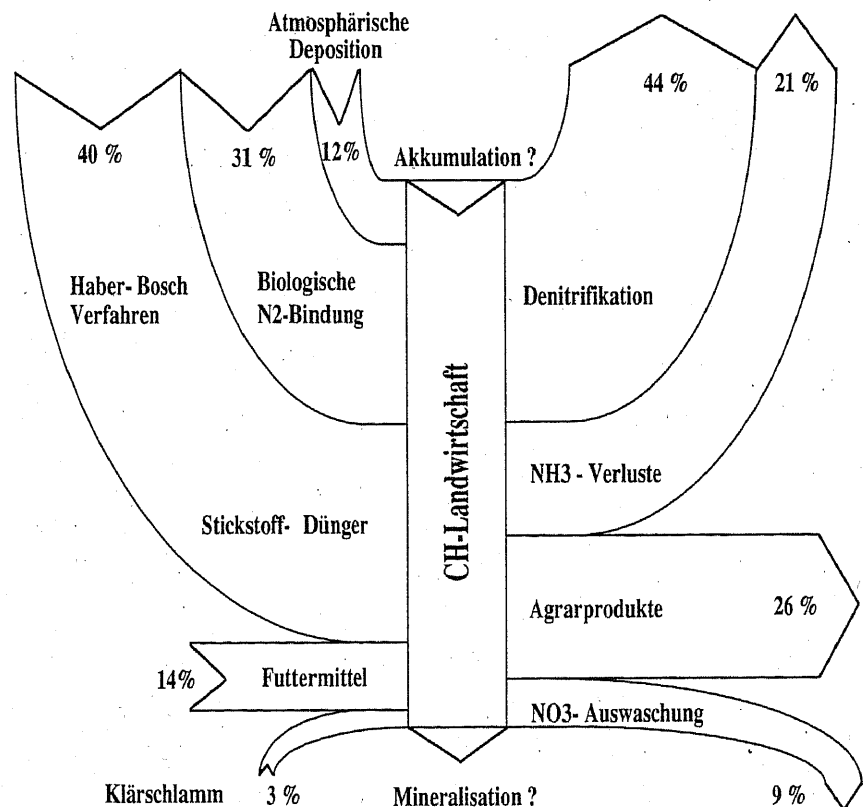 Atmosphärische
Deposition
44 %
21 %
40 %
31 %
12%
Akkumulation ?
Haber- Bosch
Verfahren
Biologische
N2-Bindung
Denitrifikation
CH-Landwirtschaft
NH3 - Verluste
Stickstoff- Dünger
Agrarprodukte
26 %
14%
Futtermittel
NO3- Auswaschung
Klärschlamm
3 %
Mineralisation ?
9 %